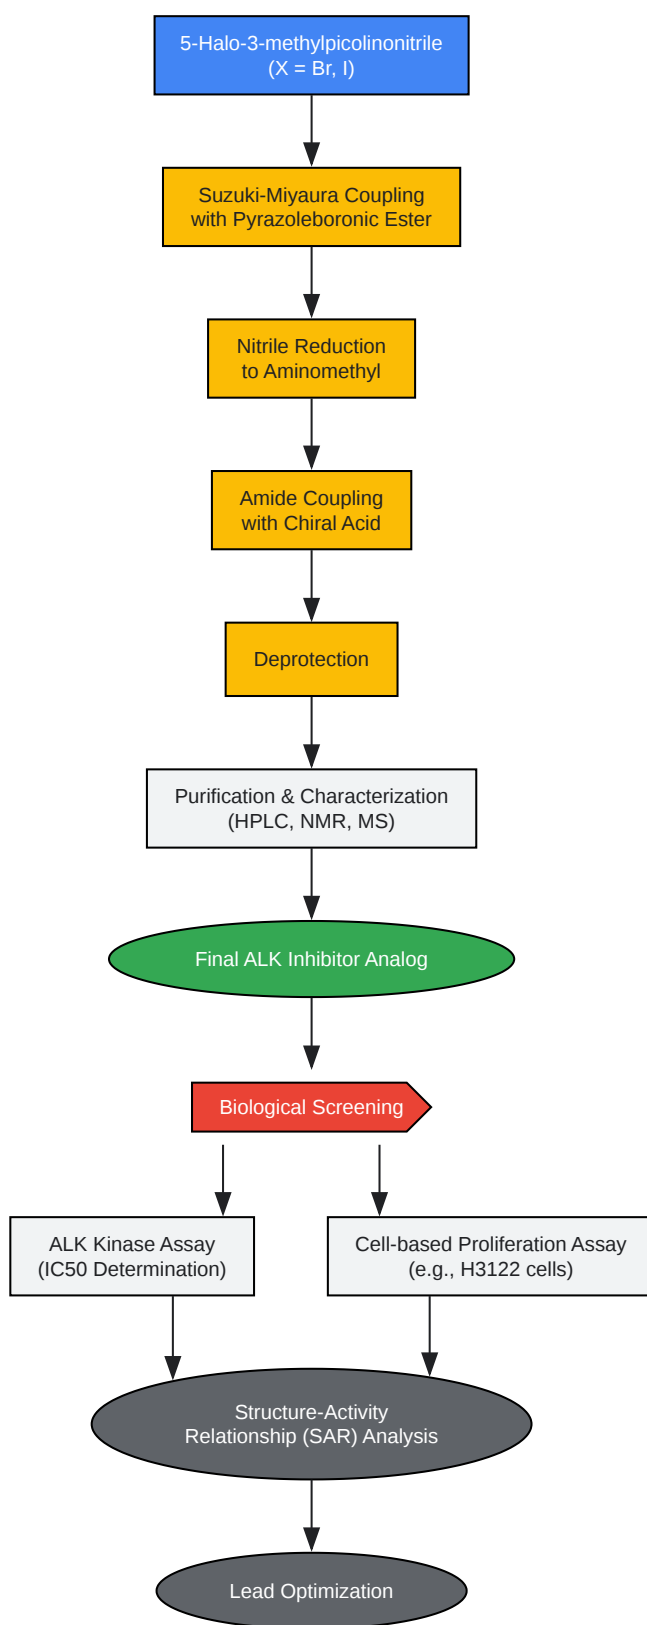 5-Halo-3-methylpicolinonitrile
(X = Br, I)
Suzuki-Miyaura Coupling
with Pyrazoleboronic Ester
Nitrile Reduction
to Aminomethyl
Amide Coupling
with Chiral Acid
Deprotection
Purification & Characterization
(HPLC, NMR, MS)
Final ALK Inhibitor Analog
Biological Screening
ALK Kinase Assay
(IC50 Determination)
Cell-based Proliferation Assay
(e.g., H3122 cells)
Structure-Activity
Relationship (SAR) Analysis
Lead Optimization